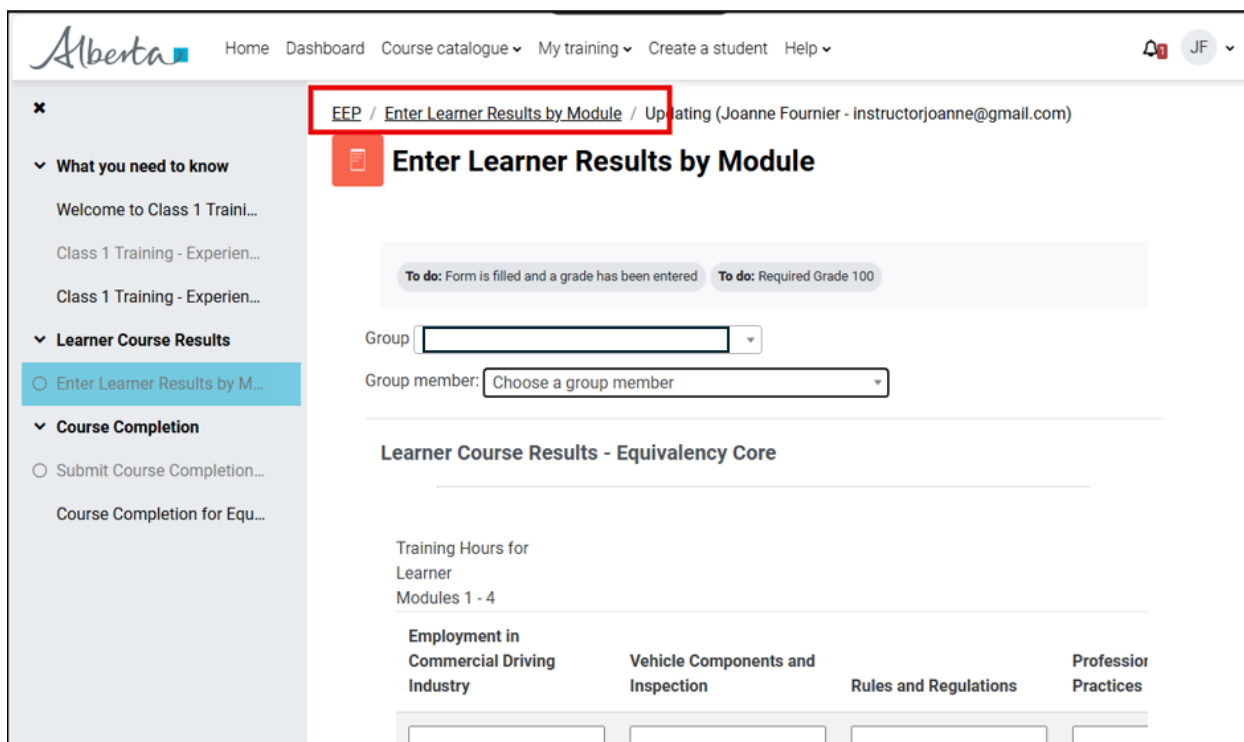 Alberta Home Dashboard Course catalogue My training Create a student Help 1 JF
EEP / Enter Learner Results by Module / Updating (Joanne Fournier - instructorjoanne@gmail.com)
Enter Learner Results by Module
What you need to know
Welcome to Class 1 Traini...
Class 1 Training - Experien...
Class 1 Training - Experien...
Learner Course Results
Enter Learner Results by M...
Course Completion
Submit Course Completion...
Course Completion for Equ...
To do: Form is filled and a grade has been entered To do: Required Grade 100
Group
Group member: Choose a group member
Learner Course Results - Equivalency Core
Training Hours for
Learner
Modules 1 - 4
Employment in
Commercial Driving
Industry
Vehicle Components and
Inspection
Rules and Regulations
Profession
Practices